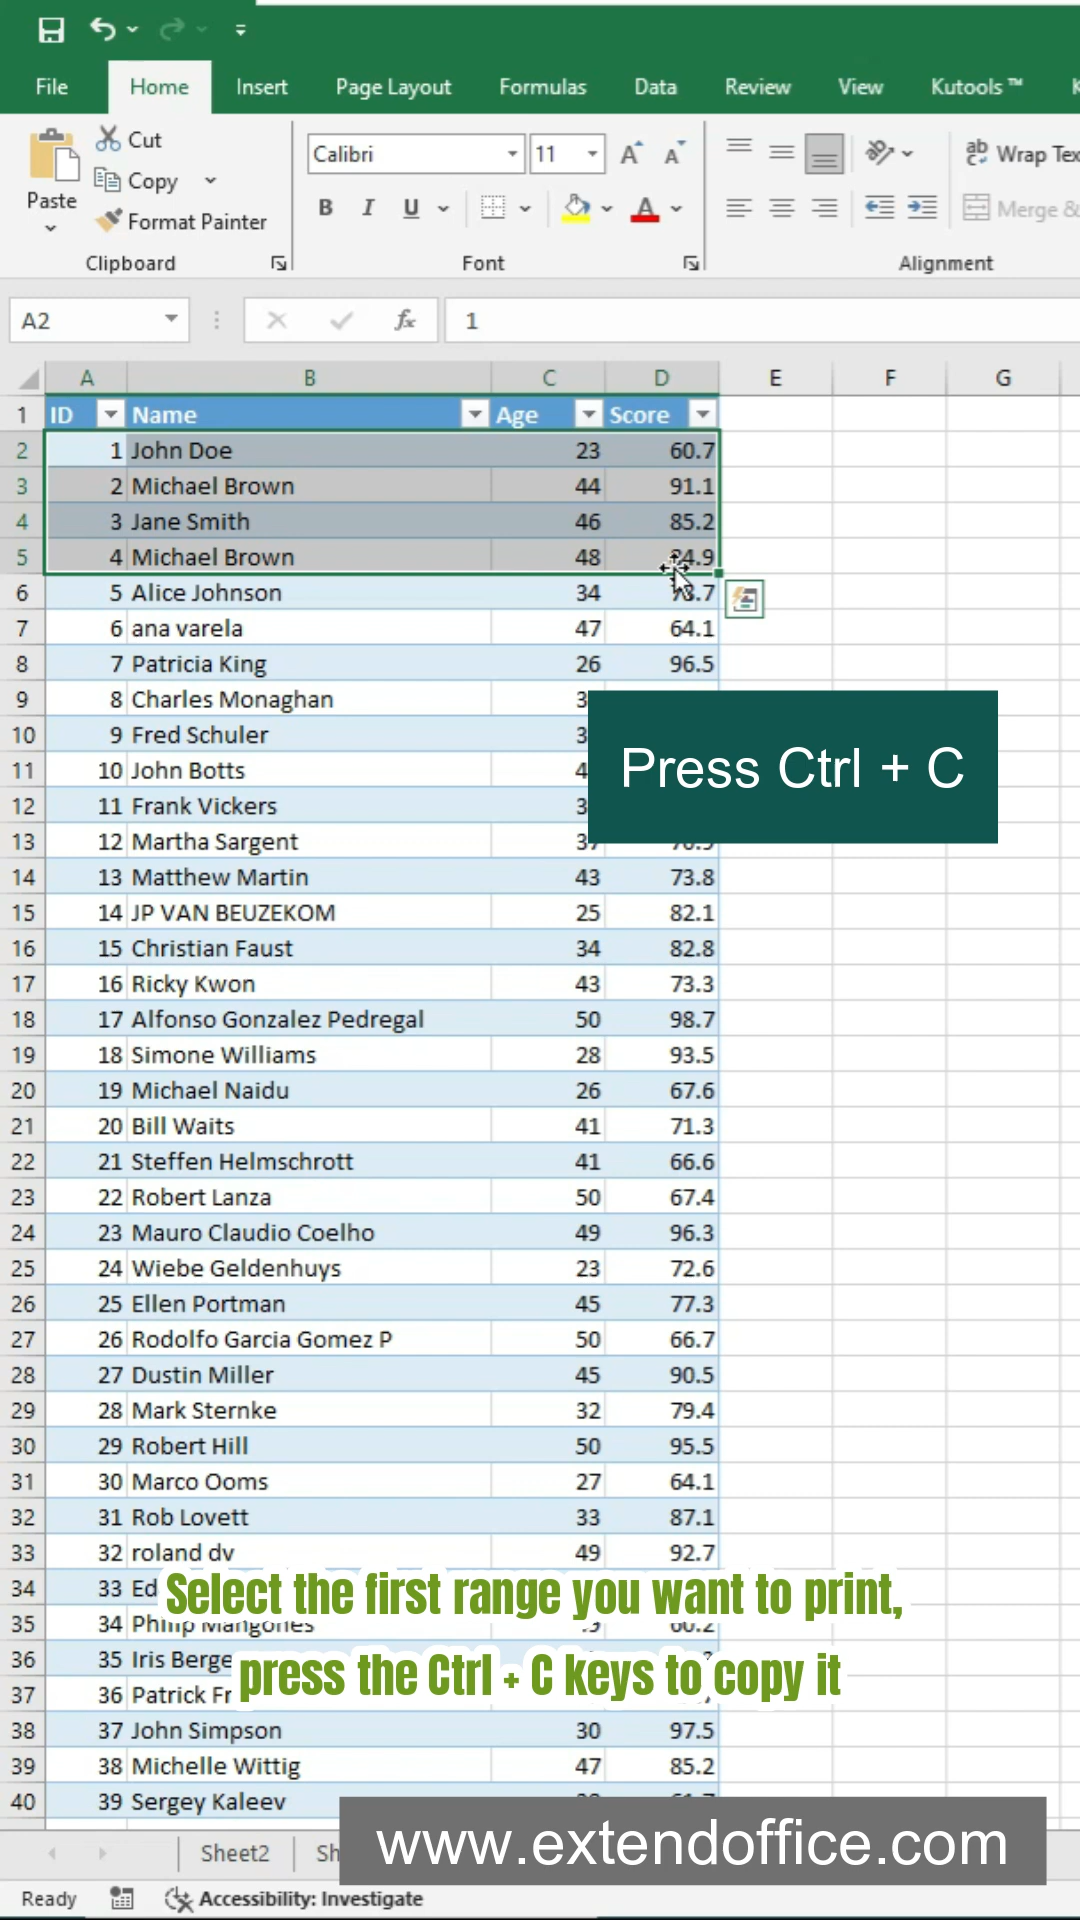 File Home Insert Page Layout Formulas Data Review View Kutools ™
Paste
Cut
Copy
Format Painter
Clipboard
Calibri 11
B I U
Font
ab Wrap Tex
Merge &
Alignment
A2 fx 1
A B C D E F G
1 ID Name Age Score
2 1 John Doe 23 60.7
3 2 Michael Brown 44 91.1
4 3 Jane Smith 46 85.2
5 4 Michael Brown 48 4.9
6 5 Alice Johnson 34 .7
7 6 ana varela 47 64.1
8 7 Patricia King 26 96.5
9 8 Charles Monaghan 3
10 9 Fred Schuler 3
11 10 John Botts 4
12 11 Frank Vickers 3
13 12 Martha Sargent
14 13 Matthew Martin 43 73.8
15 14 JP VAN BEUZEKOM 25 82.1
16 15 Christian Faust 34 82.8
17 16 Ricky Kwon 43 73.3
18 17 Alfonso Gonzalez Pedregal 50 98.7
19 18 Simone Williams 28 93.5
20 19 Michael Naidu 26 67.6
21 20 Bill Waits 41 71.3
22 21 Steffen Helmschrott 41 66.6
23 22 Robert Lanza 50 67.4
24 23 Mauro Claudio Coelho 49 96.3
25 24 Wiebe Geldenhuys 23 72.6
26 25 Ellen Portman 45 77.3
27 26 Rodolfo Garcia Gomez P 50 66.7
28 27 Dustin Miller 45 90.5
29 28 Mark Sternke 32 79.4
30 29 Robert Hill 50 95.5
31 30 Marco Ooms 27 64.1
32 31 Rob Lovett 33 87.1
33 32 roland dv 49 92.7
34 33 Ed
35 34 Philip Mangones
36 35 Iris Berge
37 36 Patrick Fr
38 37 John Simpson 30 97.5
39 38 Michelle Wittig 47 85.2
40 39 Sergey Kaleev
Press Ctrl + C
Select the first range you want to print,
press the Ctrl + C keys to copy it
www.extendoffice.com
Sheet2 Sh
Ready Accessibility: Investigate